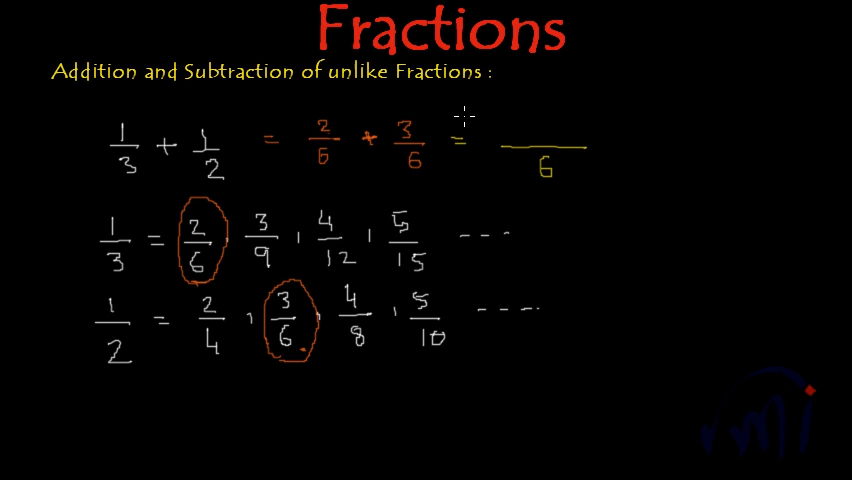 Fractions
Addition and Subtraction of unlike Fractions :
1/3 + 1/2 = 2/6 + 3/6 = /6
1/3 = 2/6 , 3/9 , 4/12 , 5/15 ---
1/2 = 2/4 , 3/6 , 4/8 , 5/10 ----